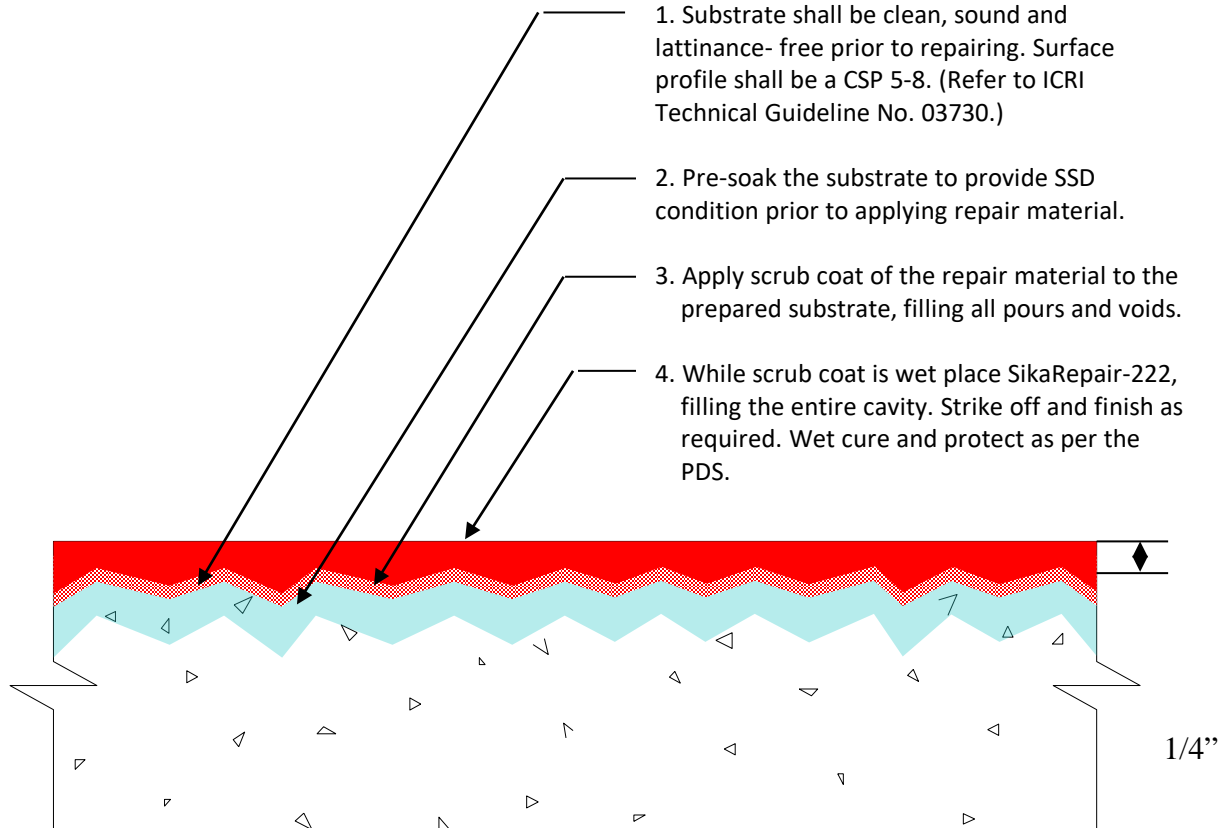 1. Substrate shall be clean, sound and
lattinance- free prior to repairing. Surface
profile shall be a CSP 5-8. (Refer to ICRI
Technical Guideline No. 03730.)
2. Pre-soak the substrate to provide SSD
condition prior to applying repair material.
3. Apply scrub coat of the repair material to the
prepared substrate, filling all pours and voids.
4. While scrub coat is wet place SikaRepair-222,
filling the entire cavity. Strike off and finish as
required. Wet cure and protect as per the
PDS.
1/4”